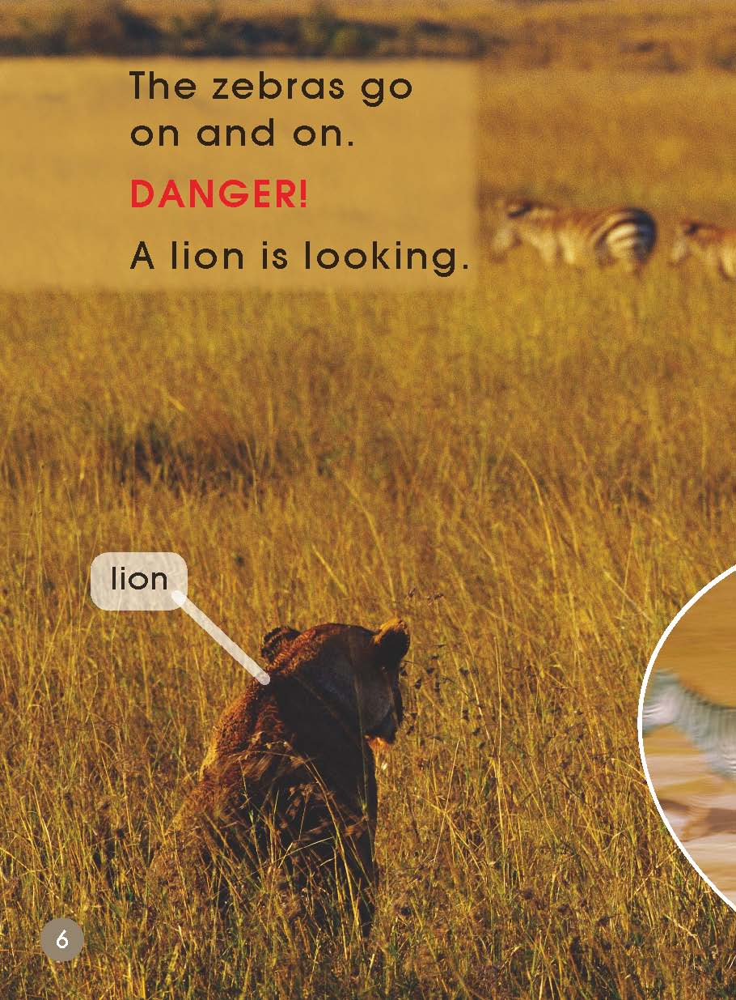 The zebras go
on and on.
DANGER!
A lion is looking.
lion
6